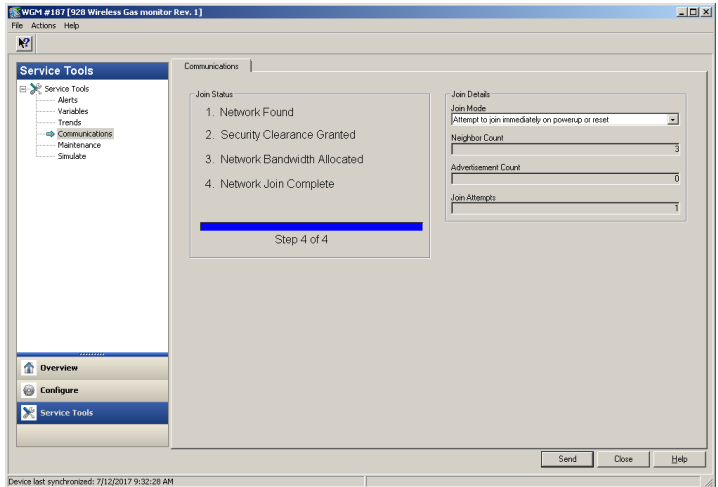 WGM #187 [928 Wireless Gas monitor Rev. 1]
File Actions Help
Service Tools
Service Tools
Alerts
Variables
Trends
Communications
Maintenance
Simulate
Overview
Configure
Service Tools
Communications
Join Status
1. Network Found
2. Security Clearance Granted
3. Network Bandwidth Allocated
4. Network Join Complete
Step 4 of 4
Join Details
Join Mode
Attempt to join immediately on powerup or reset
Neighbor Count
3
Advertisement Count
0
Join Attempts
1
Send Close Help
Device last synchronized: 7/12/2017 9:32:28 AM